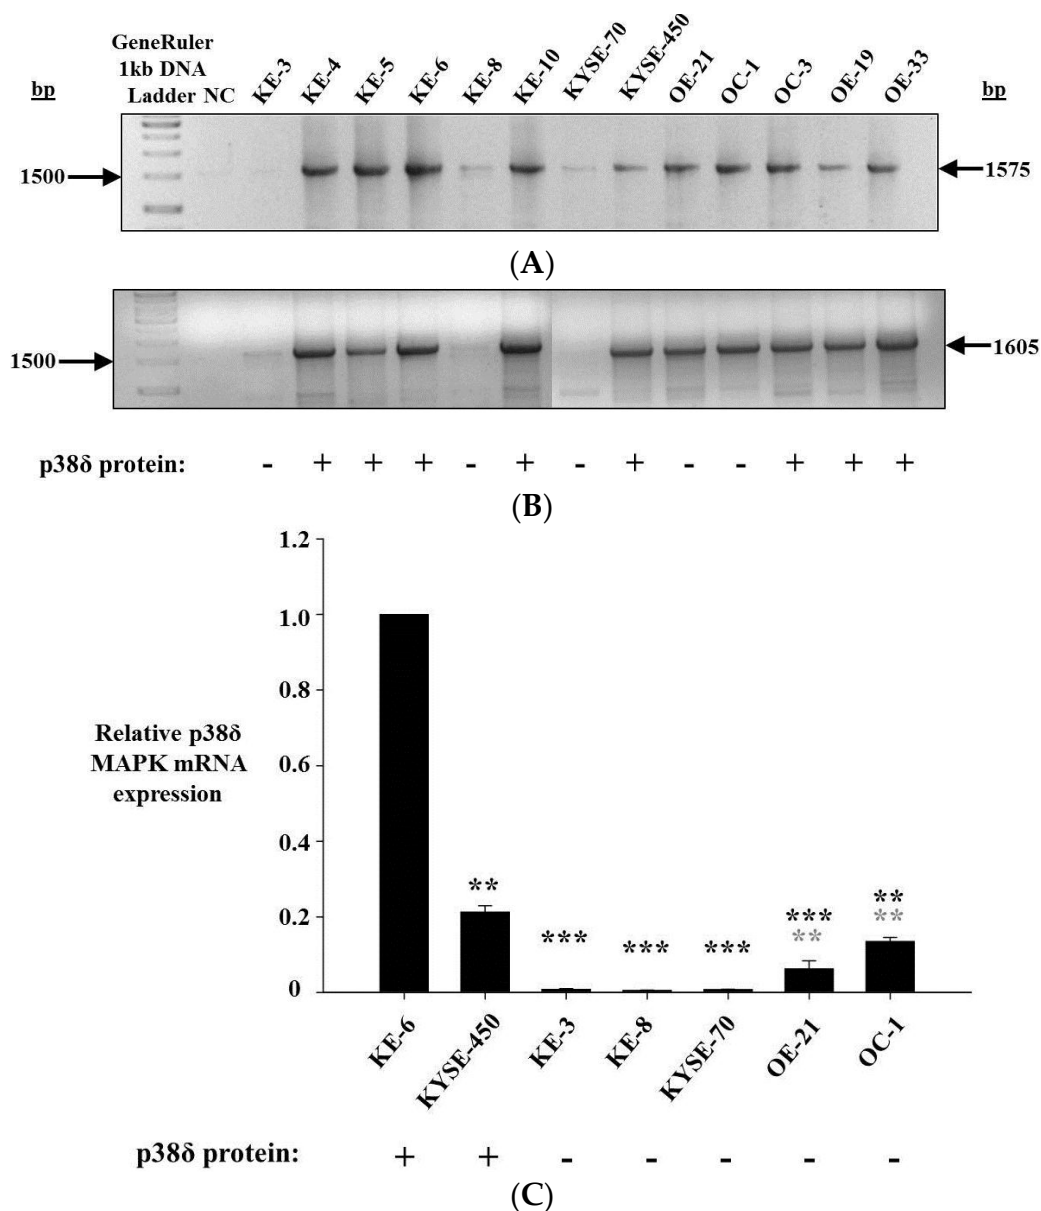 GeneRuler
1kb DNA
Ladder NC KE-3 KE-4 KE-5 KE-6 KE-8 KE-10 KYSE-70 KYSE-450 OE-21 OC-1 OC-3 OE-19 OE-33
bp bp
1500 1575
(A)
1500 1605
p38δ protein: - + + + - + - + - - + + +
(B)
1.2
1.0
0.8
Relative p38δ
MAPK mRNA
expression
0.6
0.4
0.2
0
** *** *** *** *** **
** **
KE-6 KYSE-450 KE-3 KE-8 KYSE-70 OE-21 OC-1
p38δ protein: + + - - - - -
(C)